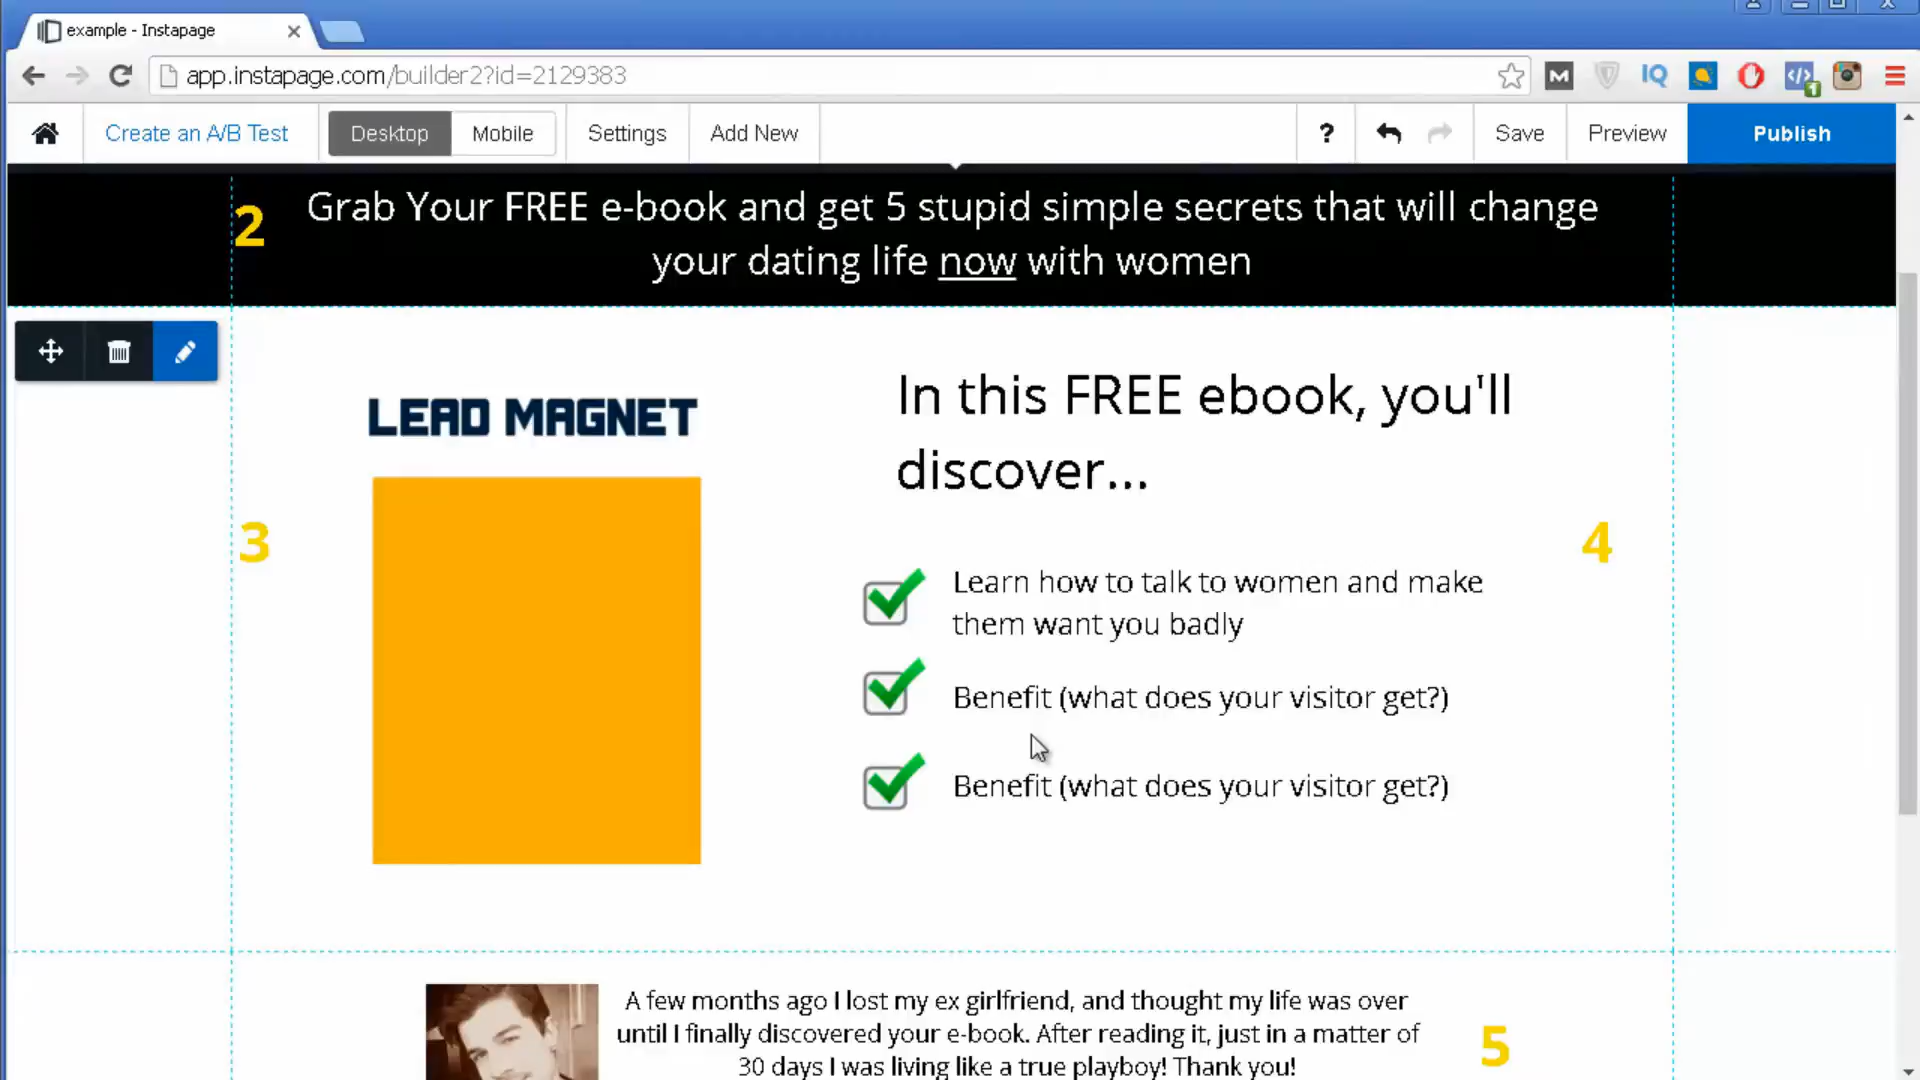 example - Instapage
app.instapage.com/builder2?id=2129383
IQ
1
Create an A/B Test
Desktop
Mobile
Settings
Add New
?
Save
Preview
Publish
2
Grab Your FREE e-book and get 5 stupid simple secrets that will change
your dating life now with women
LEAD MAGNET
In this FREE ebook, you'll
discover...
3
4
Learn how to talk to women and make
them want you badly
Benefit (what does your visitor get?)
Benefit (what does your visitor get?)
A few months ago I lost my ex girlfriend, and thought my life was over
until I finally discovered your e-book. After reading it, just in a matter of
30 days I was living like a true playboy! Thank you!
5